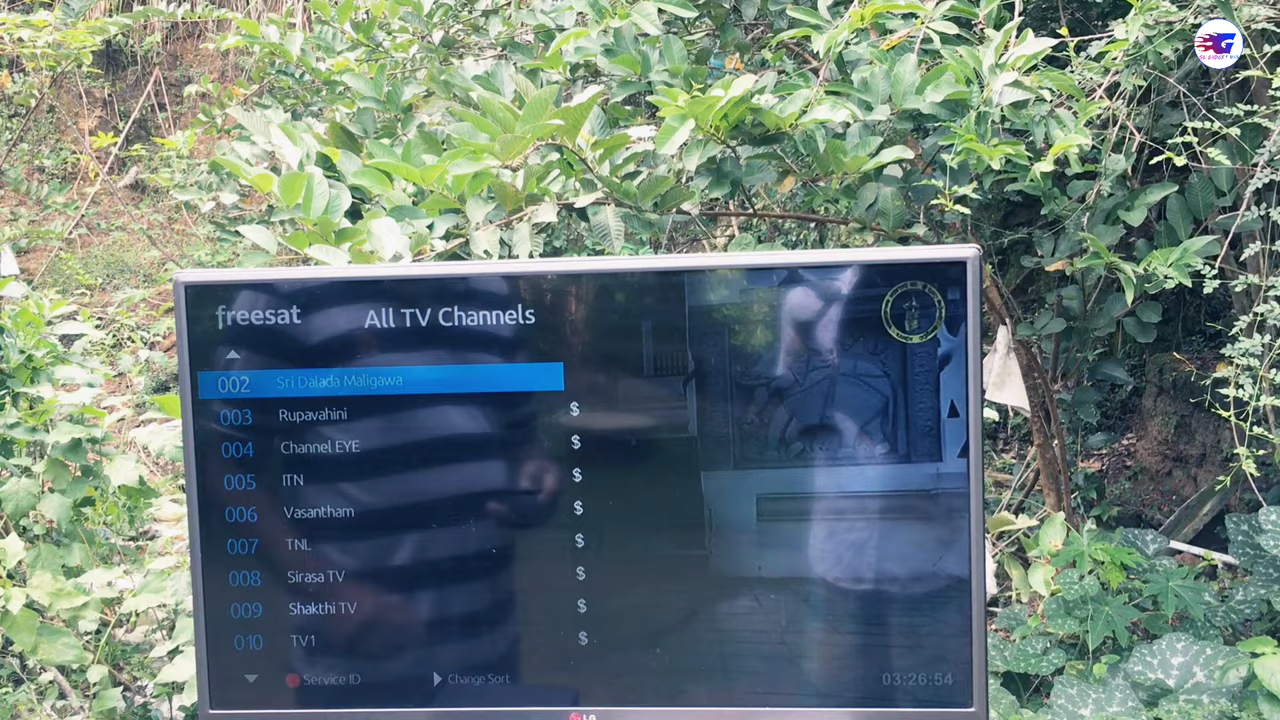 freesat
All TV Channels
002 Sri Dalada Maligawa
003 Rupavahini $
004 Channel EYE $
005 ITN $
006 Vasantham $
007 TNL $
008 Sirasa TV $
009 Shakthi TV $
010 TV1 $
Service ID
Change Sort
03:26:54
LG